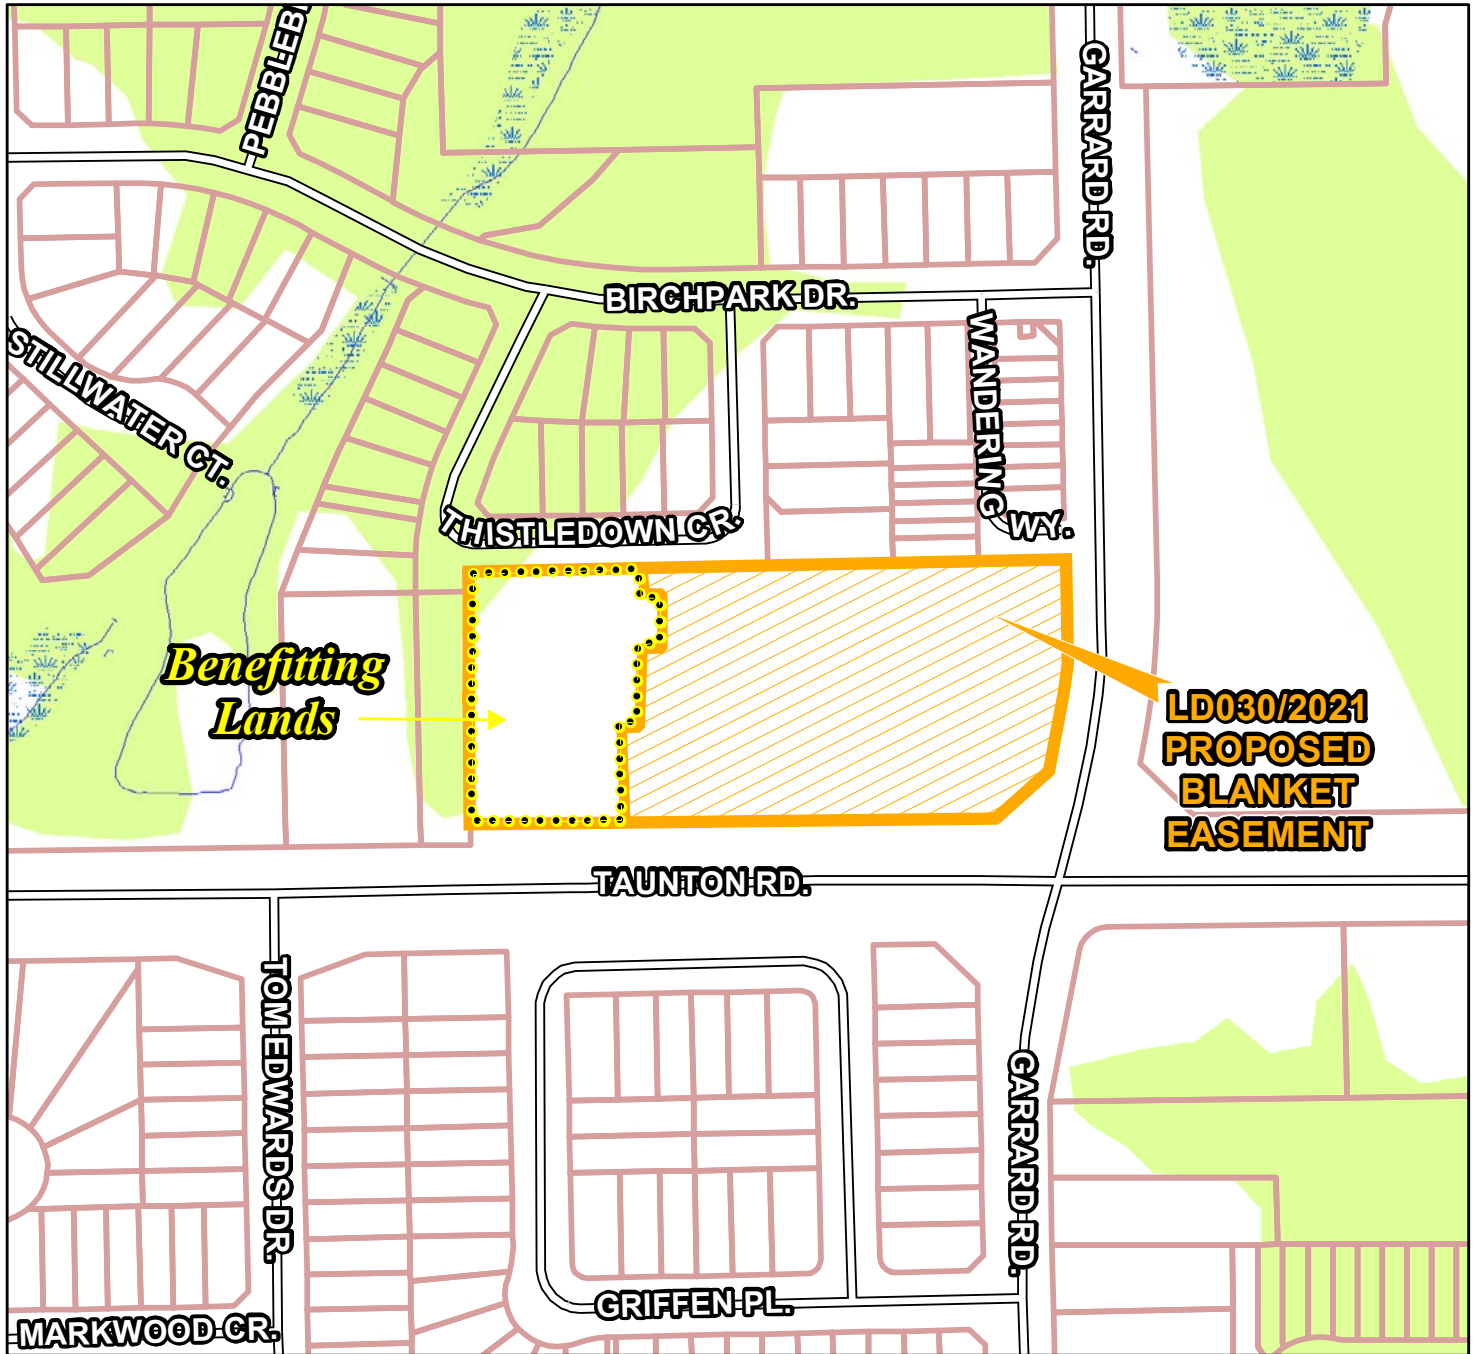 PEBBLEB
GARRARD RD.
BIRCHPARK DR.
WANDERING WY.
STILLWATER CT.
THISTLEDOWN CR.
Benefitting
Lands
LD030/2021
PROPOSED
BLANKET
EASEMENT
TAUNTON RD.
TOM EDWARDS DR.
GARRARD RD.
GRIFFEN PL.
MARKWOOD CR.